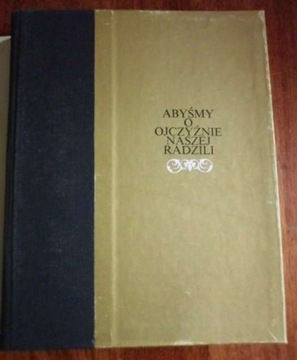 ABYŚMY
O
OJCZYŹNIE
NASZEJ
RADZILI